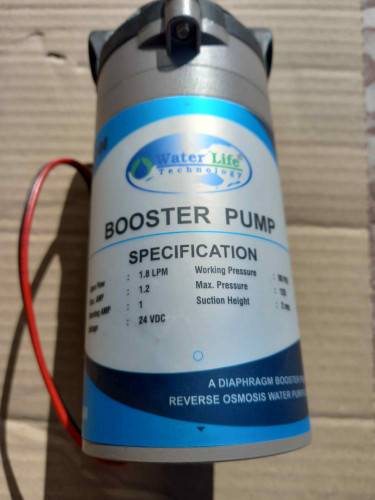 Water Life
Technology
BOOSTER PUMP
SPECIFICATION
: 1.8 LPM
: 1.2
AMP : 1
: 24 VDC
Working Pressure :
Max. Pressure :
Suction Height :
A DIAPHRAGM BOOSTER
REVERSE OSMOSIS WATER